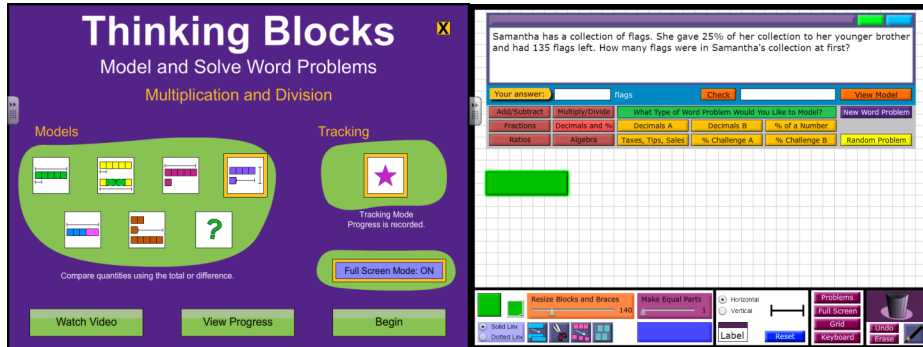 Thinking Blocks
X
Model and Solve Word Problems
Multiplication and Division
Models
Tracking
?
Tracking Mode
Progress is recorded.
Compare quantities using the total or difference.
Full Screen Mode: ON
Watch Video
View Progress
Begin
Samantha has a collection of flags. She gave 25% of her collection to her younger brother
and had 135 flags left. How many flags were in Samantha's collection at first?
Your answer:
flags
Check
View Model
Add/Subtract
Multiply/Divide
What Type of Word Problem Would You Like to Model?
New Word Problem
Fractions
Decimals and %
Decimals A
Decimals B
% of a Number
Ratios
Algebra
Taxes, Tips, Sales
% Challenge A
% Challenge B
Random Problem
Resize Blocks and Braces
140
Make Equal Parts
1
Solid Line
Dotted Line
Horizontal
Vertical
Label
Reset
Problems
Full Screen
Grid
Keyboard
Undo
Erase